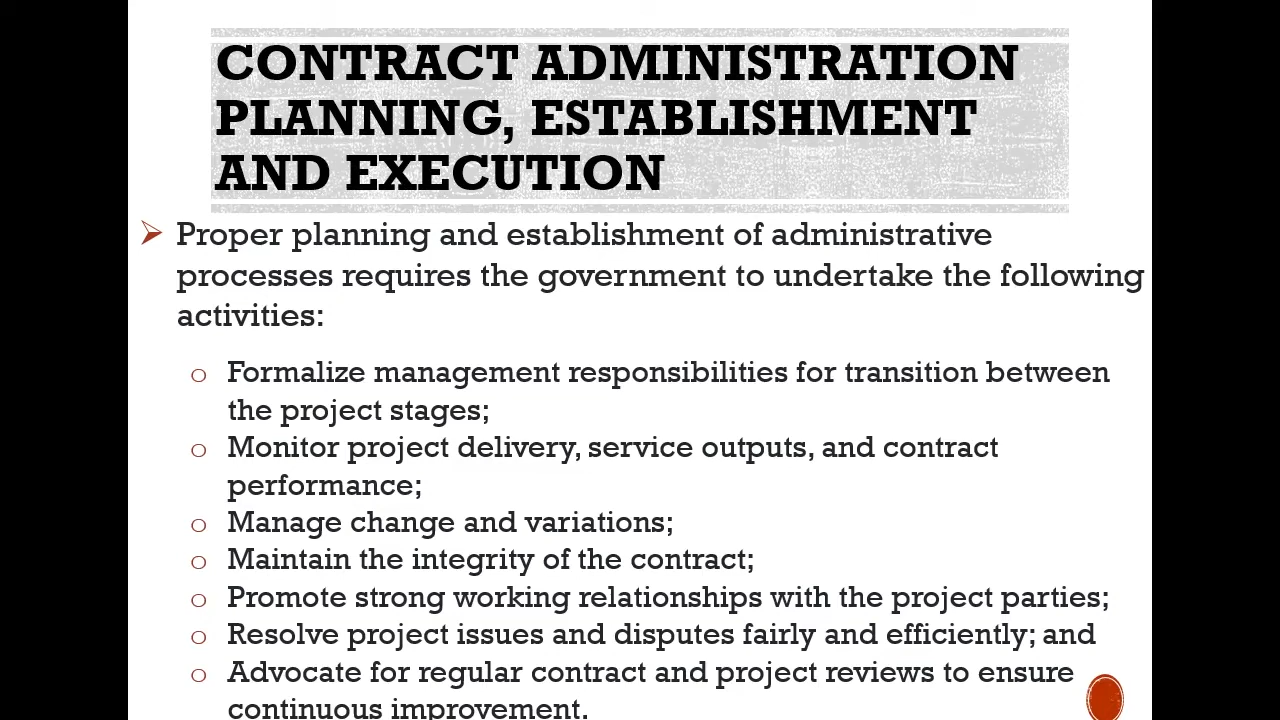 CONTRACT ADMINISTRATION
PLANNING, ESTABLISHMENT
AND EXECUTION
Proper planning and establishment of administrative
processes requires the government to undertake the following
activities:
o Formalize management responsibilities for transition between
the project stages;
o Monitor project delivery, service outputs, and contract
performance;
o Manage change and variations;
o Maintain the integrity of the contract;
o Promote strong working relationships with the project parties;
o Resolve project issues and disputes fairly and efficiently; and
o Advocate for regular contract and project reviews to ensure
continuous improvement.